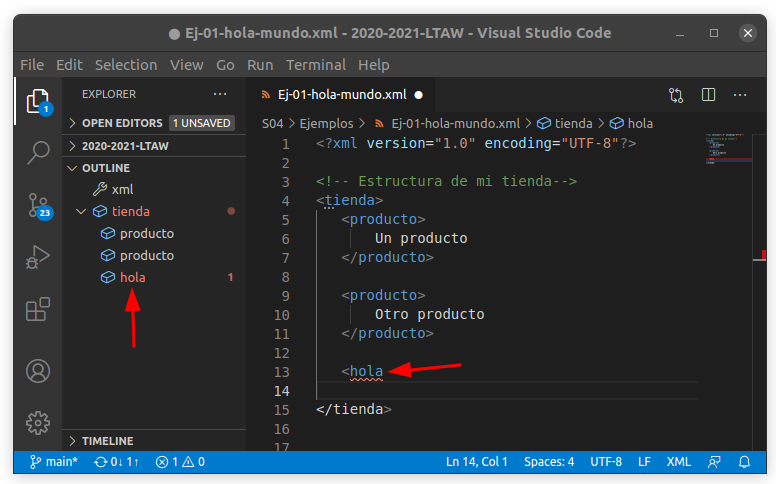 ● Ej-01-hola-mundo.xml - 2020-2021-LTAW - Visual Studio Code
File Edit Selection View Go Run Terminal Help
EXPLORER ···
OPEN EDITORS 1 UNSAVED
2020-2021-LTAW
OUTLINE
xml
tienda
producto
producto
hola 1
TIMELINE
1
23
Ej-01-hola-mundo.xml ●
S04 > Ejemplos > Ej-01-hola-mundo.xml > tienda > hola
1 <?xml version="1.0" encoding="UTF-8"?>
2
3 <!-- Estructura de mi tienda-->
4 <tienda>
5 <producto>
6 Un producto
7 </producto>
8
9 <producto>
10 Otro producto
11 </producto>
12
13 <hola
14
15 </tienda>
16
17
main* 0↓ 1↑ 1 0 Ln 14, Col 1 Spaces: 4 UTF-8 LF XML